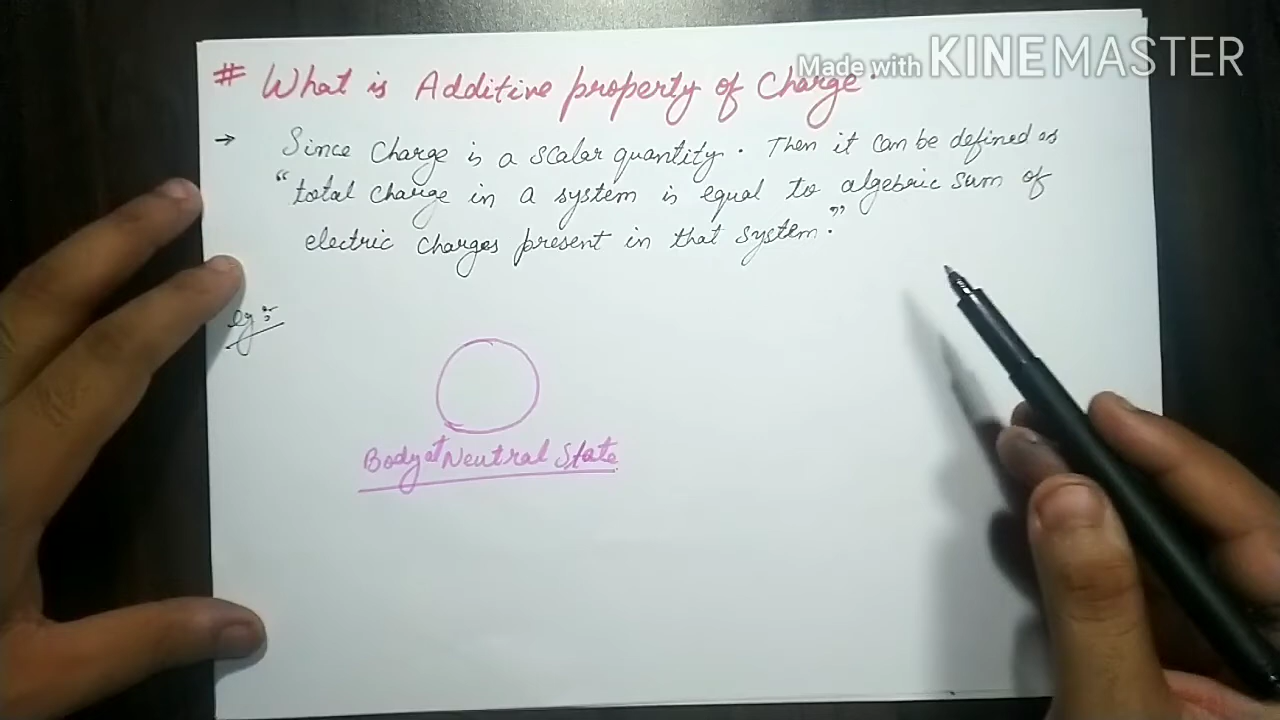 Made with KINEMASTER
# What is Additive property of Charge.
→ Since Charge is a scalar quantity. Then it can be defined as
"total charge in a system is equal to algebric sum of
electric charges present in that system."
eg :-
Body at Neutral State